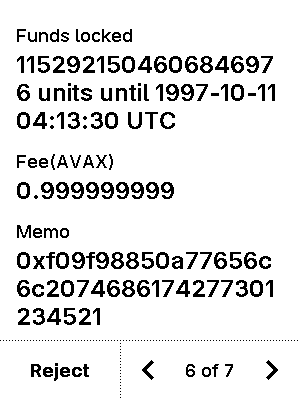 Funds locked
115292150460684697
6 units until 1997-10-11
04:13:30 UTC
Fee(AVAX)
0.999999999
Memo
0xf09f98850a77656c
6c2074686174277301
234521
Reject
6 of 7